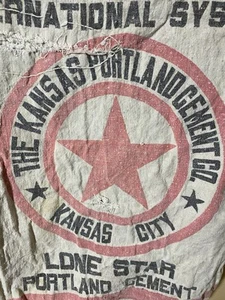 ERNATIONAL SYS
THE KANSAS PORTLAND CEMENT CO.
KANSAS CITY
LONE STAR
PORTLAND CEMENT